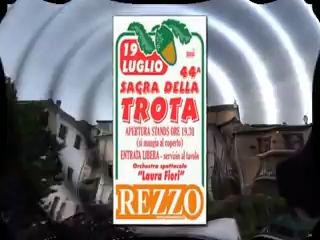 19
LUGLIO
44ª
SAGRA DELLA
TROTA
APERTURA STANDS ORE 19,30
(si mangia al coperto)
ENTRATA LIBERA - servizio al tavolo
Orchestra spettacolo
"Laura Fiori"
REZZO